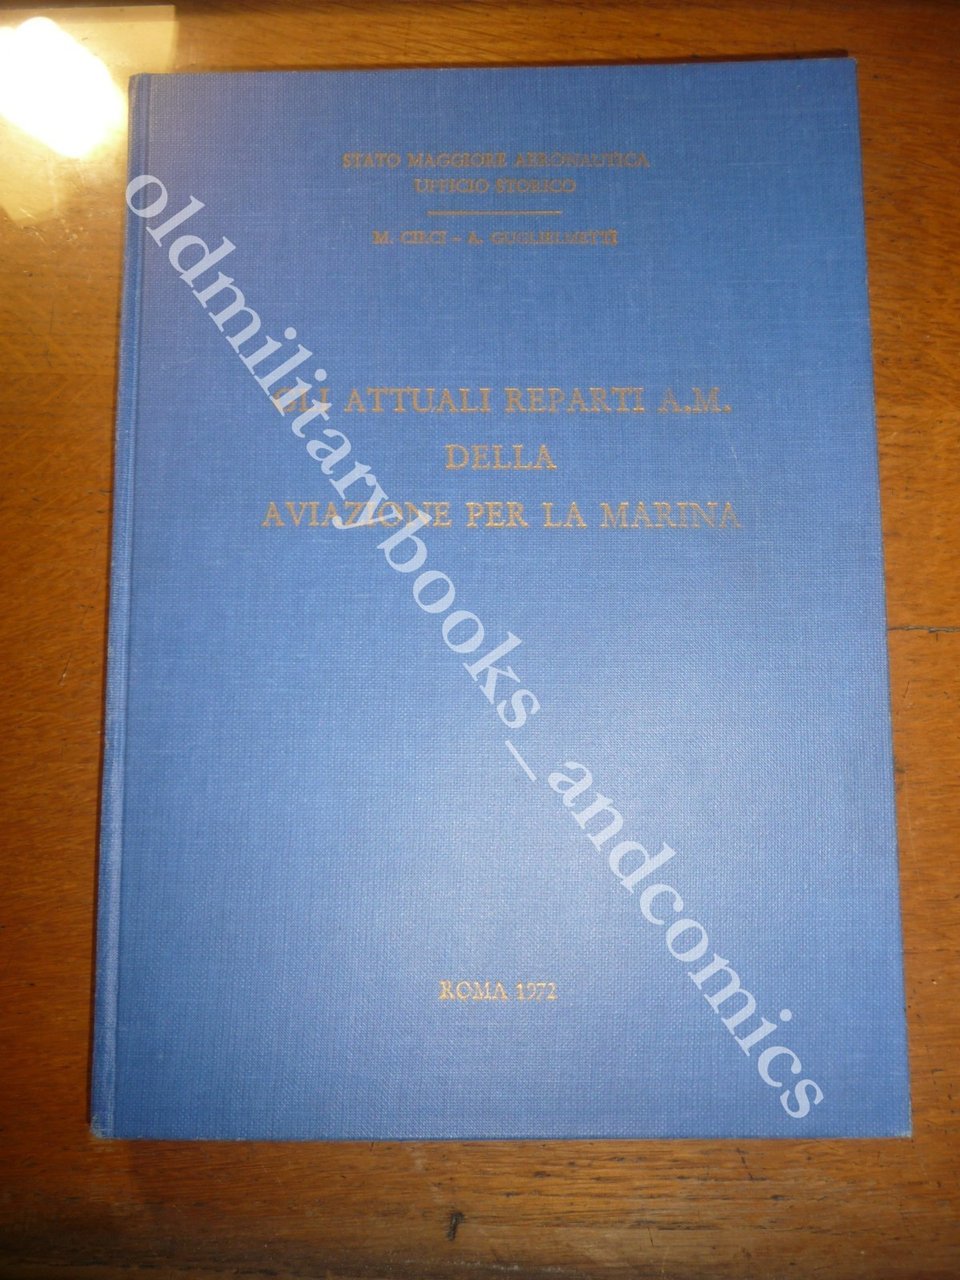 STATO MAGGIORE AERONAUTICA
UFFICIO STORICO
M. CIRCI - A. GUGLIELMETTI
GLI ATTUALI REPARTI A.M.
DELLA
AVIAZIONE PER LA MARINA
ROMA 1972
oldmilitarybooks_andcomics